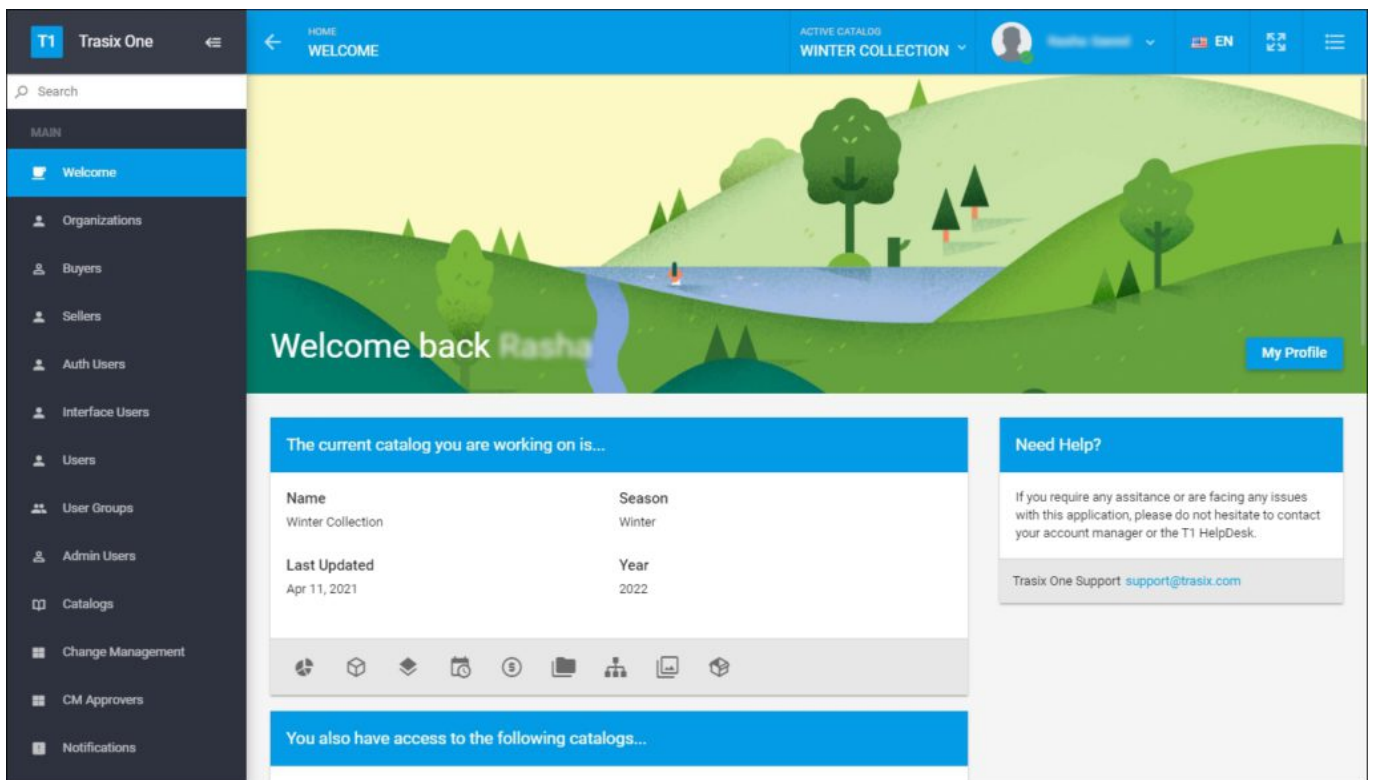 T1 Trasix One
Search
MAIN
Welcome
Organizations
Buyers
Sellers
Auth Users
Interface Users
Users
User Groups
Admin Users
Catalogs
Change Management
CM Approvers
Notifications
HOME
WELCOME
ACTIVE CATALOG
WINTER COLLECTION
EN
Welcome back Rasha
My Profile
The current catalog you are working on is...
Name
Winter Collection
Season
Winter
Last Updated
Apr 11, 2021
Year
2022
You also have access to the following catalogs...
Need Help?
If you require any assitance or are facing any issues
with this application, please do not hesitate to contact
your account manager or the T1 HelpDesk.
Trasix One Support support@trasix.com